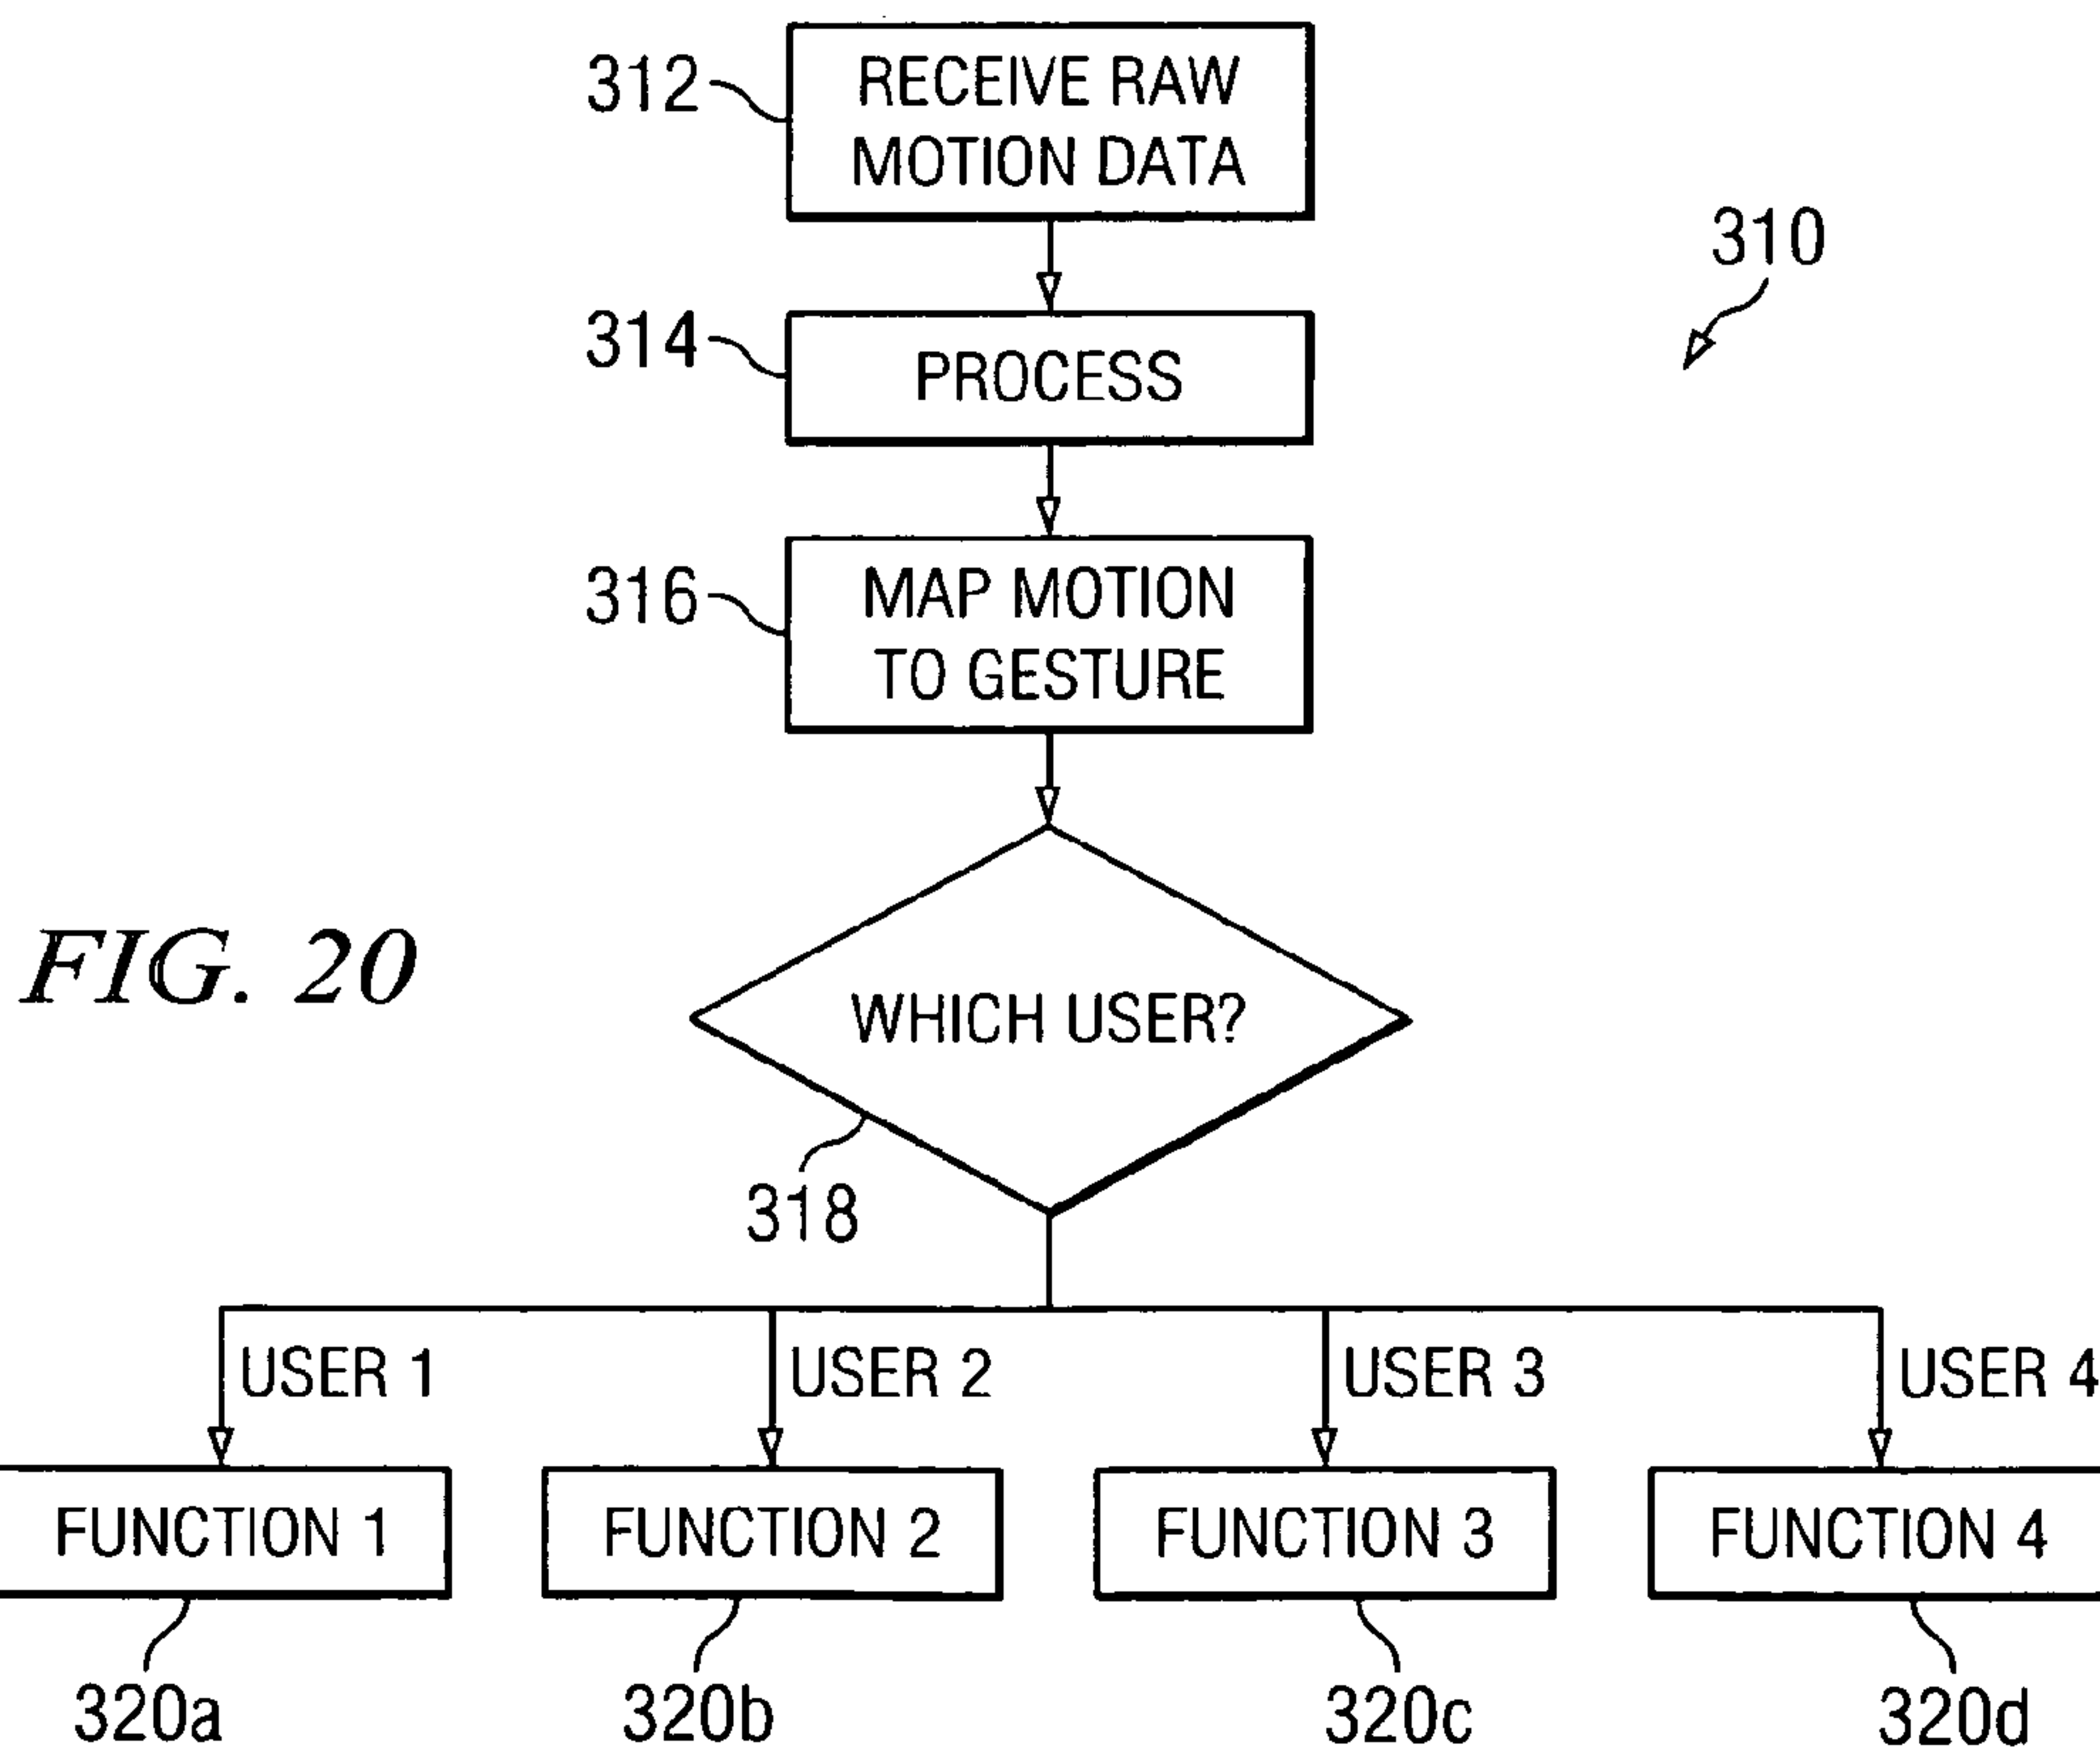 312
RECEIVE RAW
MOTION DATA
310
314
PROCESS
316
MAP MOTION
TO GESTURE
FIG. 20
WHICH USER?
318
USER 1
USER 2
USER 3
USER 4
FUNCTION 1
FUNCTION 2
FUNCTION 3
FUNCTION 4
320a
320b
320c
320d